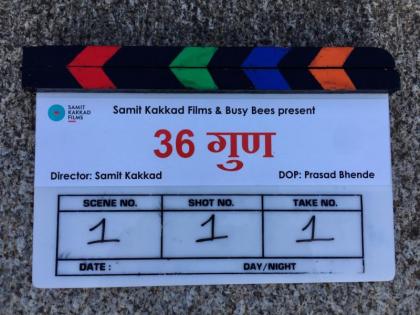 SAMIT
KAKKAD
FILMS
Samit Kakkad Films & Busy Bees present
36 गुण
Director: Samit Kakkad DOP: Prasad Bhende
SCENE NO. SHOT NO. TAKE NO.
1 1 1
DATE : DAY/NIGHT